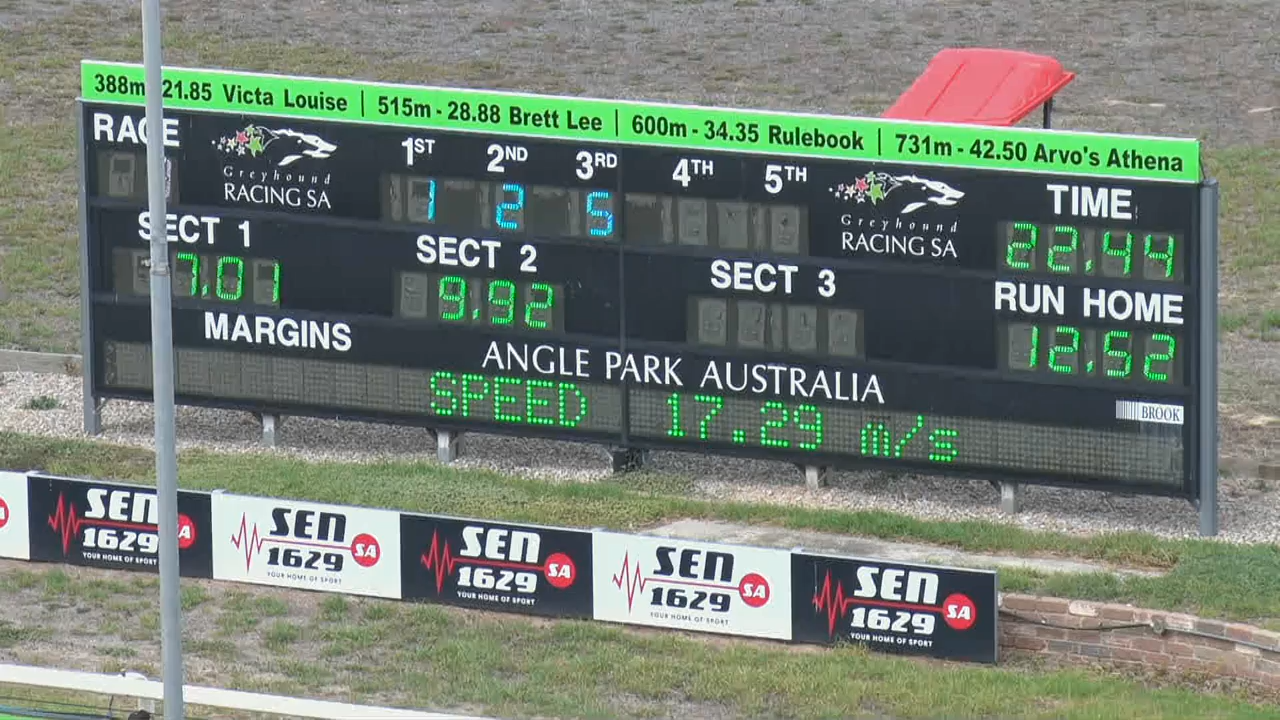 388m 21.85 Victa Louise | 515m - 28.88 Brett Lee | 600m - 34.35 Rulebook | 731m - 42.50 Arvo's Athena
RACE
Greyhound
RACING SA
1ST 2ND 3RD 4TH 5TH
1 2 5
Greyhound
RACING SA
TIME
22.44
SECT 1
7.01
SECT 2
9.92
SECT 3
RUN HOME
12.52
MARGINS
ANGLE PARK AUSTRALIA
SPEED 17.29 m/s
BROOK
SEN
1629
YOUR HOME OF SPORT
SEN
1629
SA
YOUR HOME OF SPORT
SEN
1629
SA
YOUR HOME OF SPORT
SEN
1629
SA
YOUR HOME OF SPORT
SEN
1629
SA
YOUR HOME OF SPORT